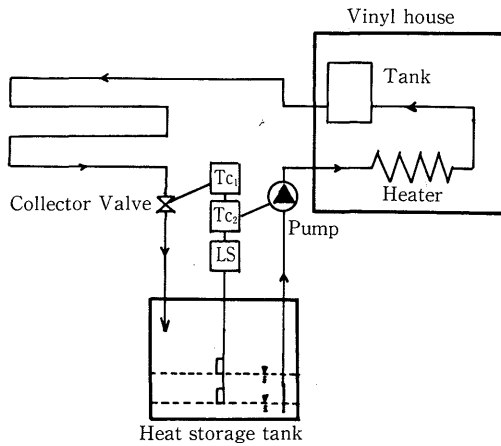 Vinyl house
Tank
Heater
Collector Valve
Tc₁
Tc₂
LS
Pump
Heat storage tank